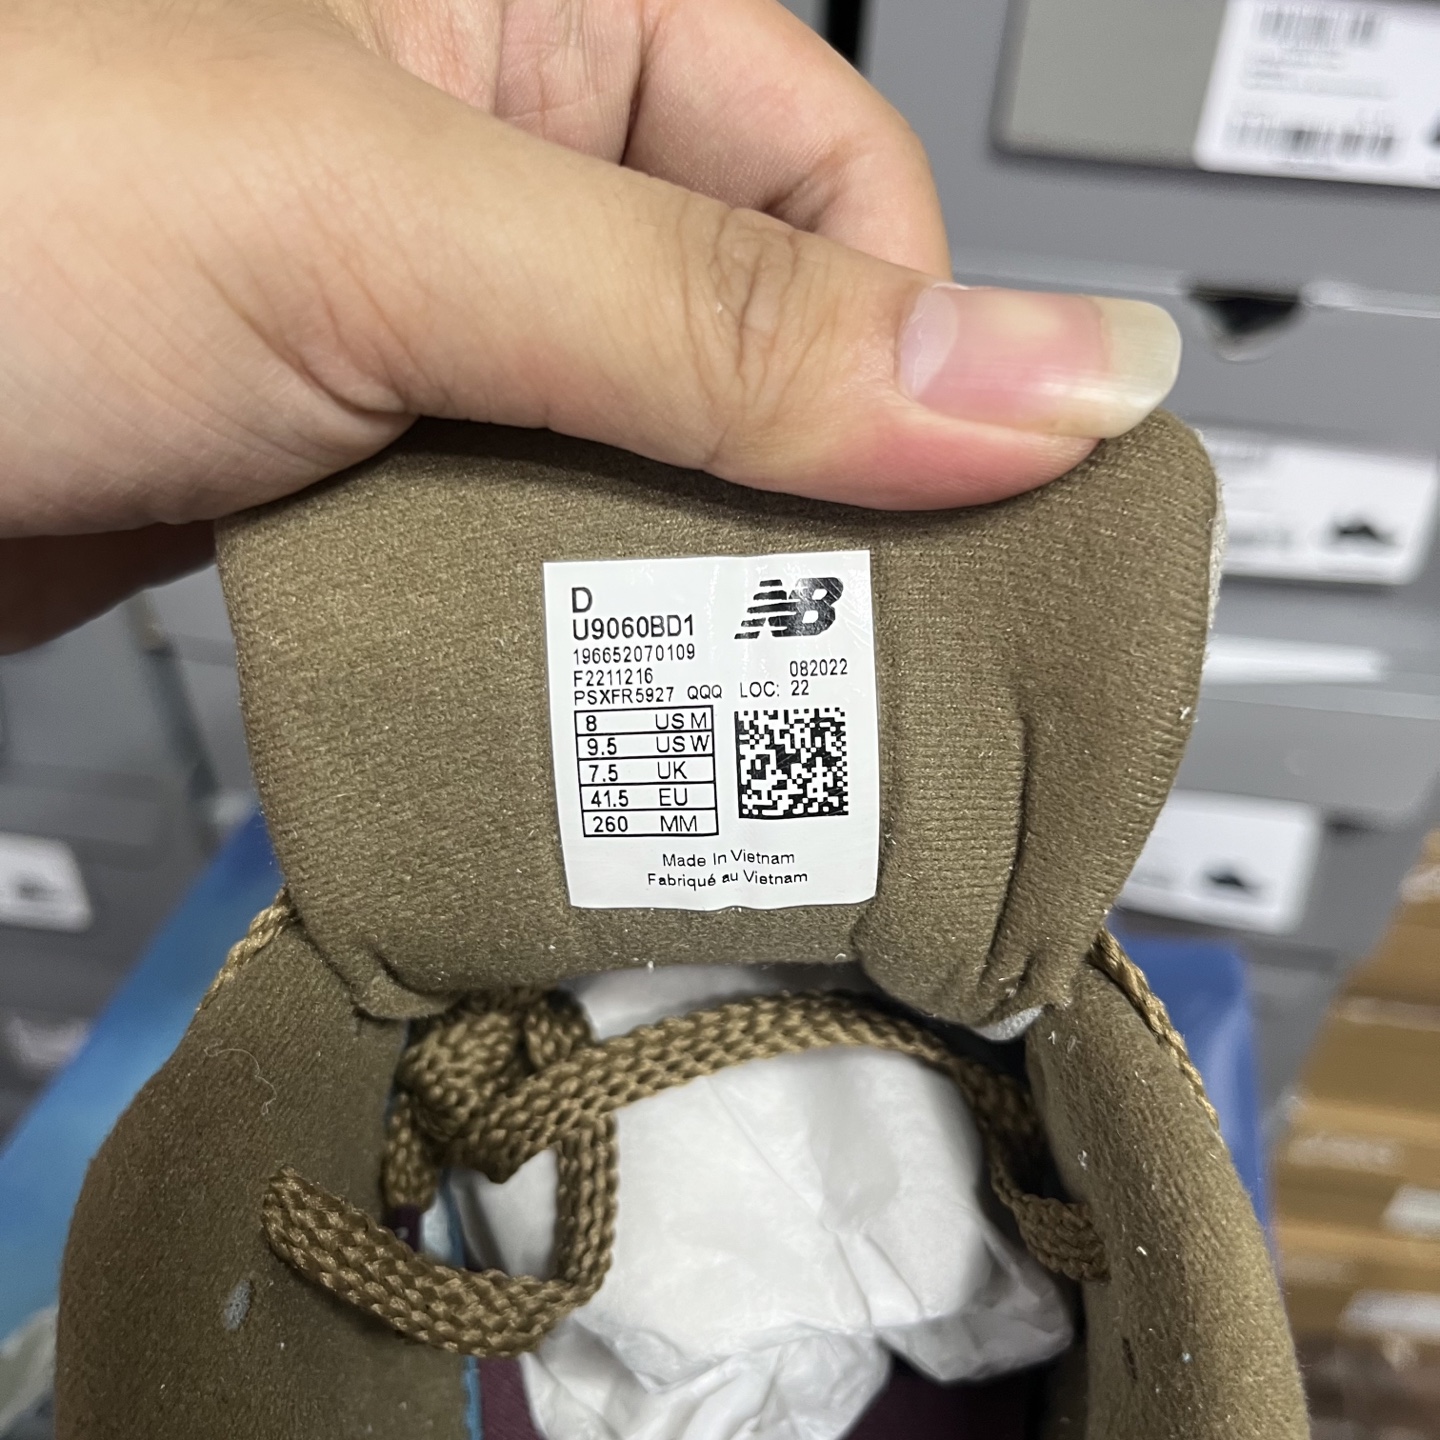 D
U9060BD1
NB
196652070109
F2211216
082022
PSXFR5927 QQQ LOC: 22
8 US M
9.5 US W
7.5 UK
41.5 EU
260 MM
Made In Vietnam
Fabriqué au Vietnam